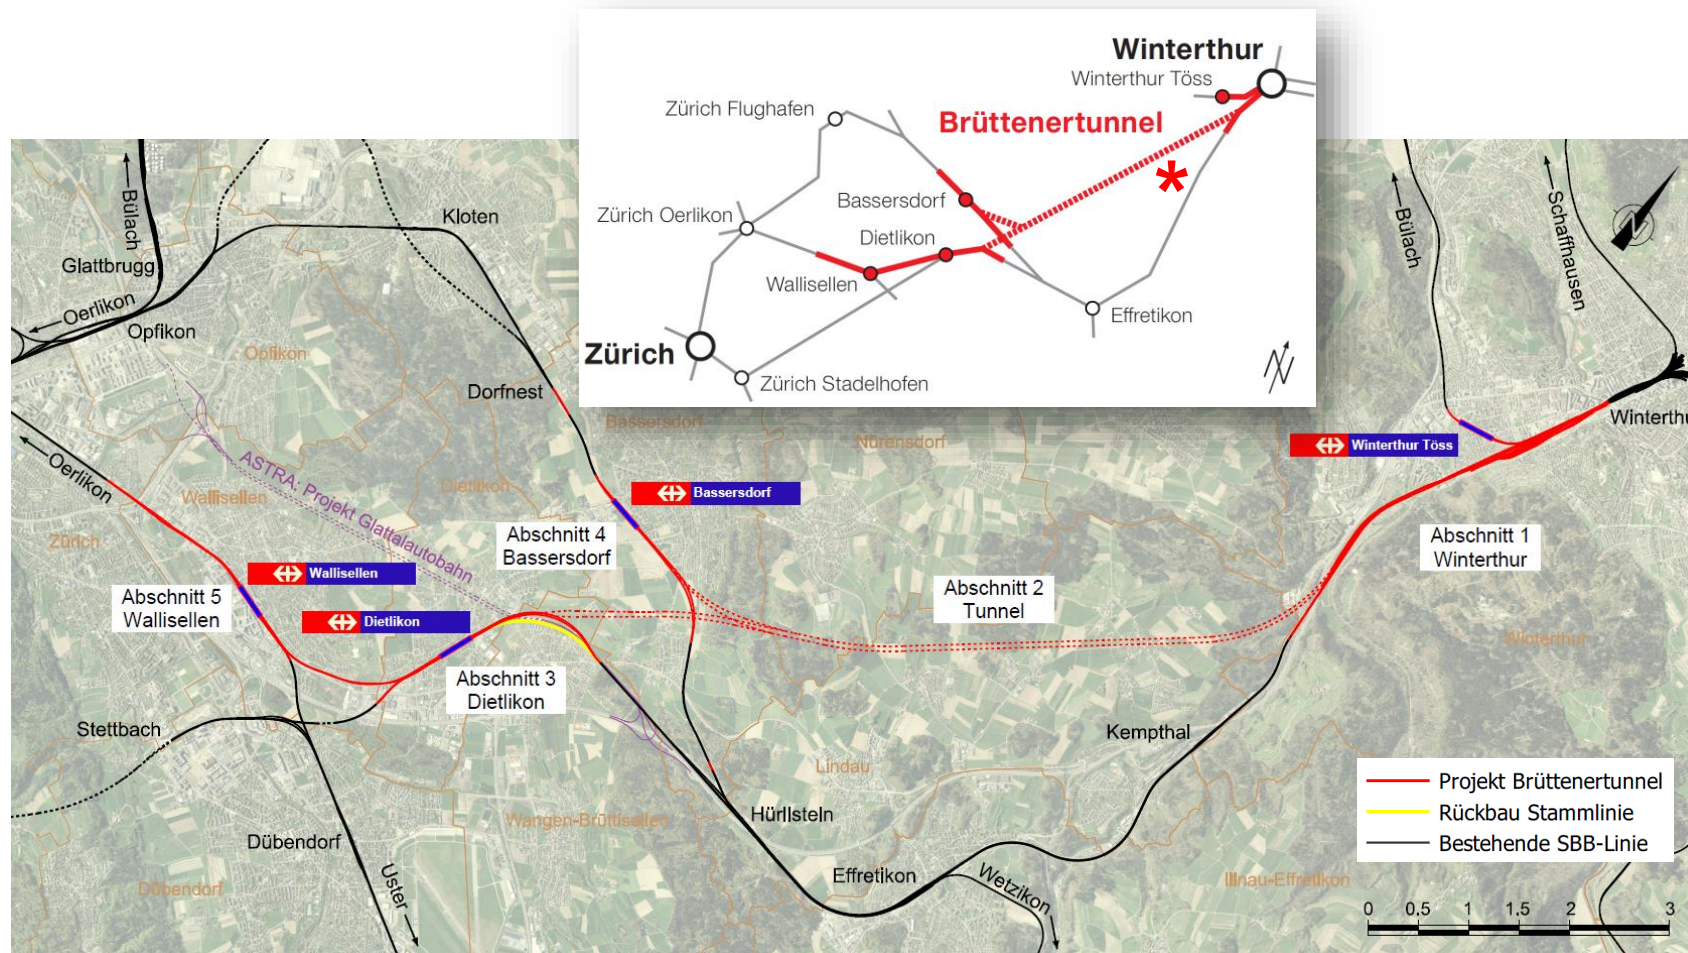 Winterthur
Winterthur Töss
Zürich Flughafen
Brüttenertunnel
*
Bassersdorf
Zürich Oerlikon
Dietlikon
Wallisellen
Effretikon
Zürich
Zürich Stadelhofen
N
Bülach
Kloten
Glattbrugg
Oerlikon
Opfikon
Opfikon
Dorfnest
Bassersdorf
Nürensdorf
Bülach
Schaffhausen
N
Winterthu
Winterthur Töss
Oerlikon
ASTRA: Projekt Glattalautobahn
Wallisellen
Dietlikon
Bassersdorf
Zürich
Abschnitt 4
Bassersdorf
Abschnitt 1
Winterthur
Wallisellen
Abschnitt 5
Wallisellen
Dietlikon
Abschnitt 2
Tunnel
Winterthur
Abschnitt 3
Dietlikon
Stettbach
Kempthal
Lindau
Hürlistein
Wangen-Brüttisellen
Dübendorf
Uster
Dübendorf
Effretikon
Wetzikon
Illnau-Effretikon
Projekt Brüttenertunnel
Rückbau Stammlinie
Bestehende SBB-Linie
0 0.5 1 1.5 2 3